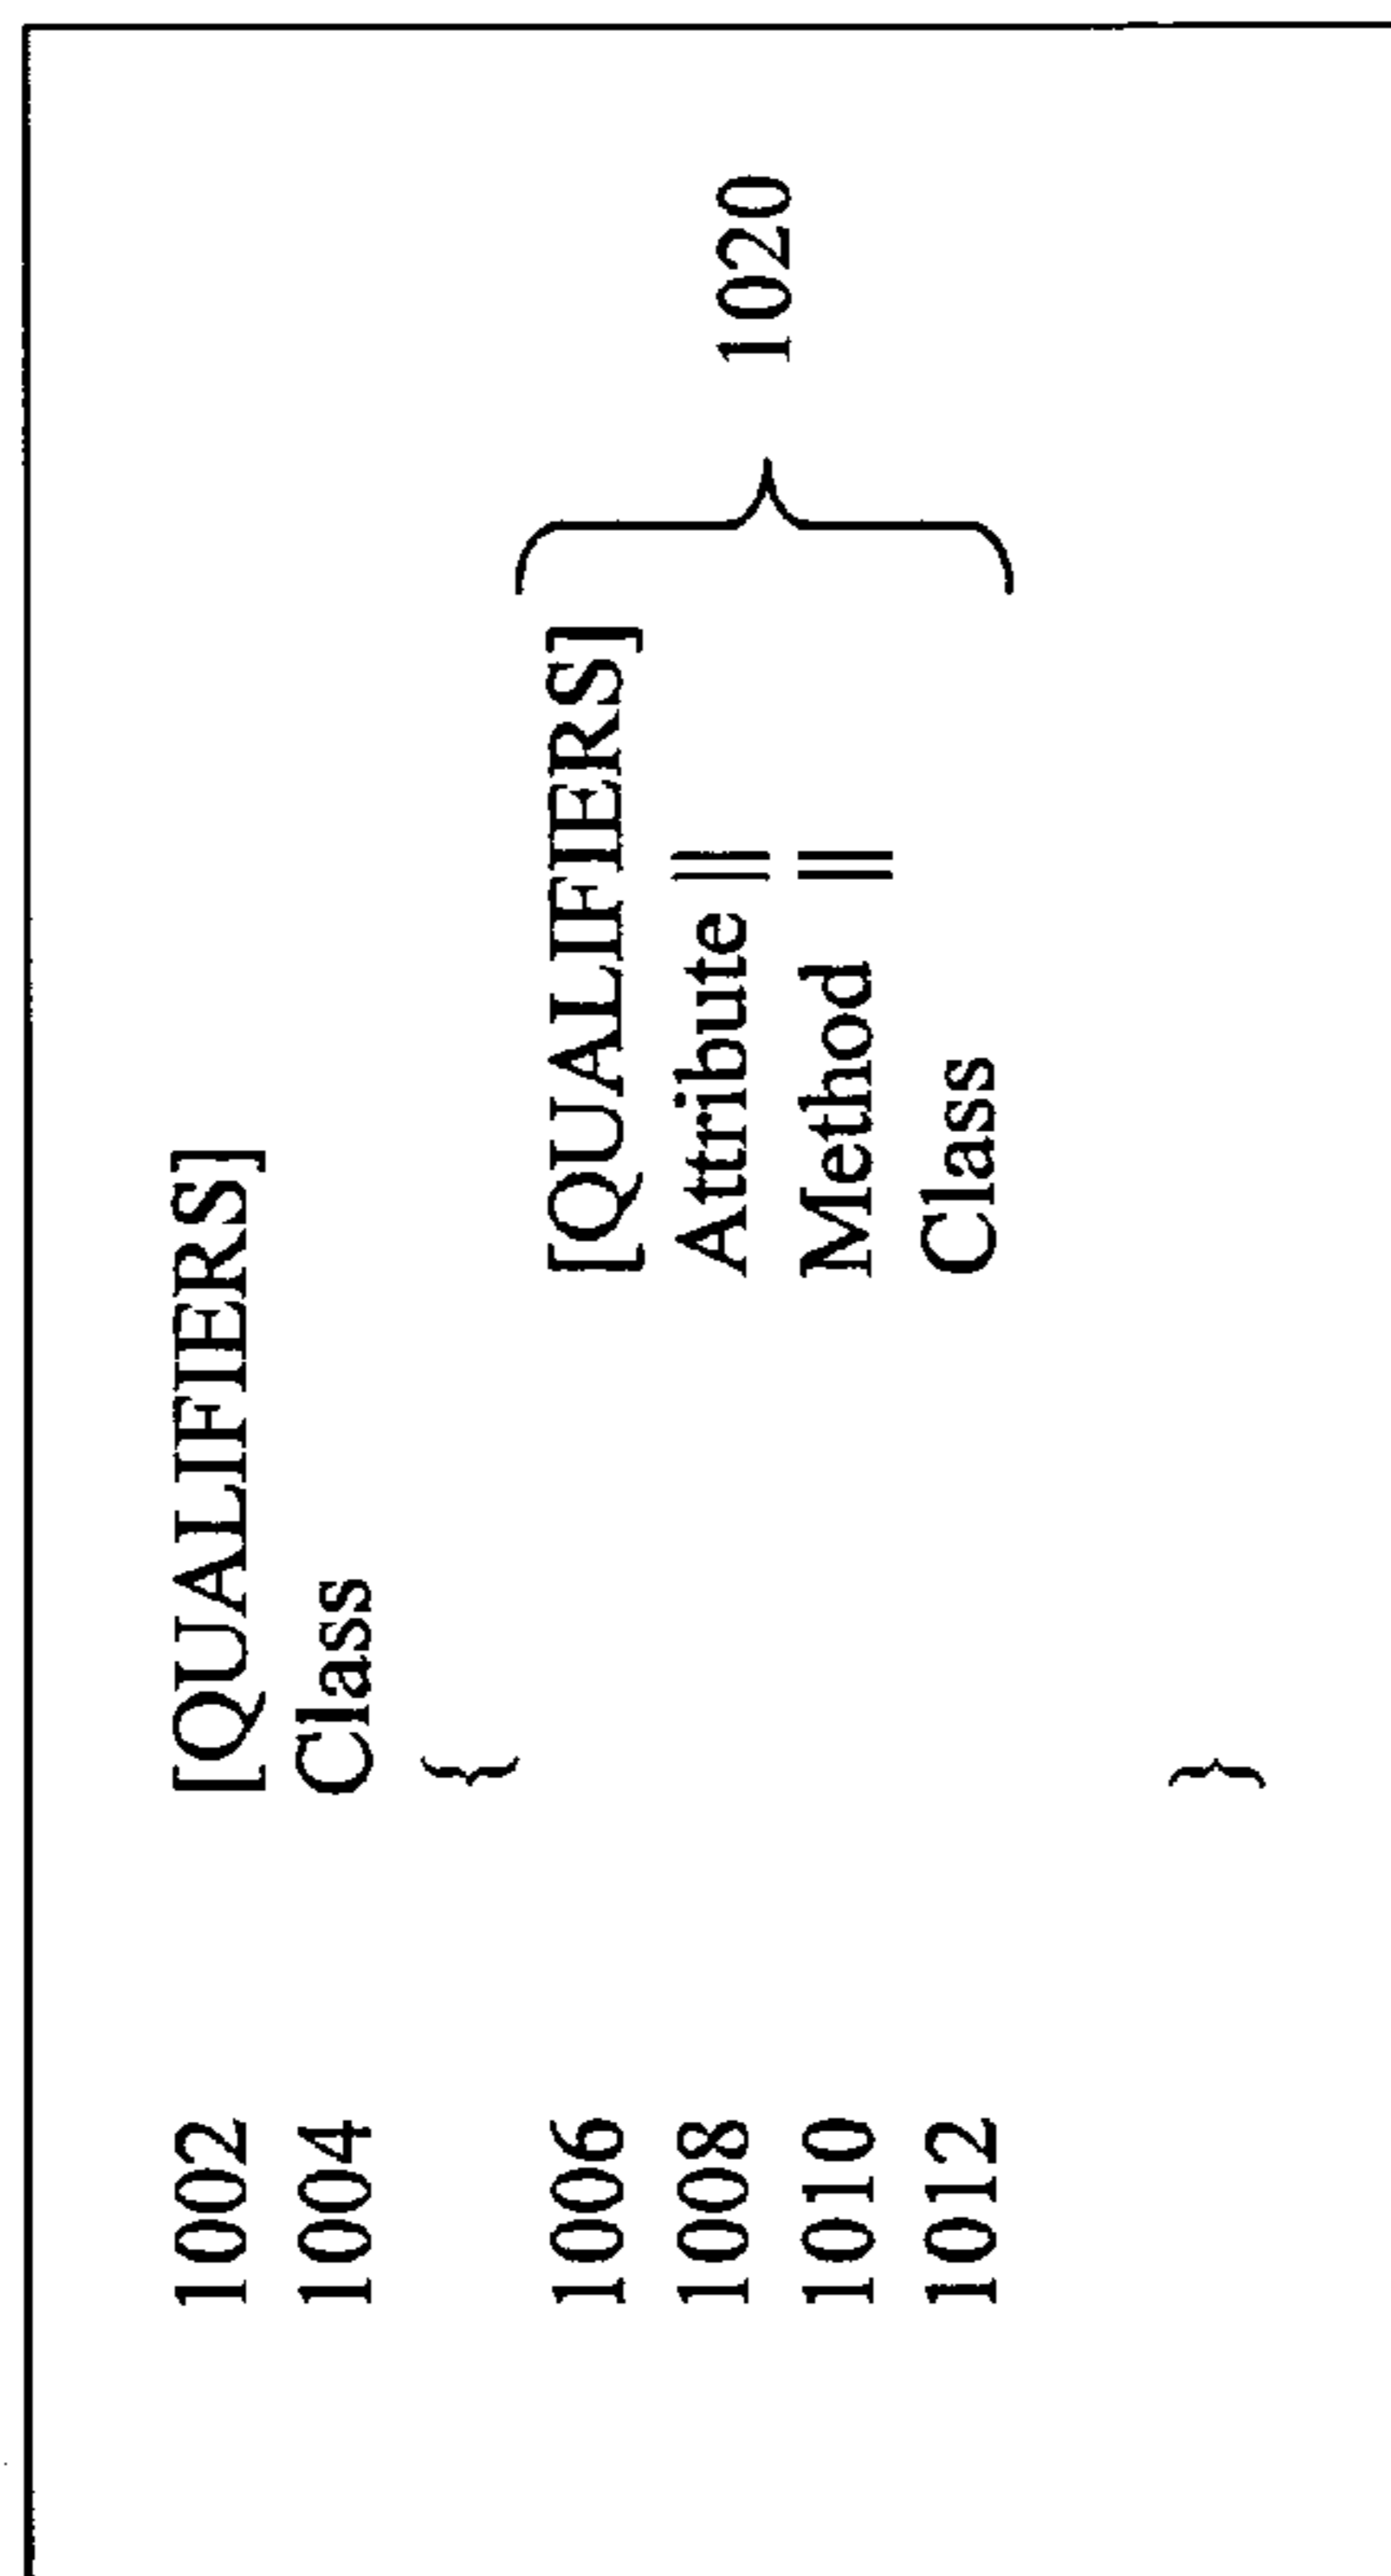 1002 [QUALIFIERS]
1004 Class
{
1006 [QUALIFIERS]
1008 Attribute ||
1010 Method ||
1012 Class
} 1020
}